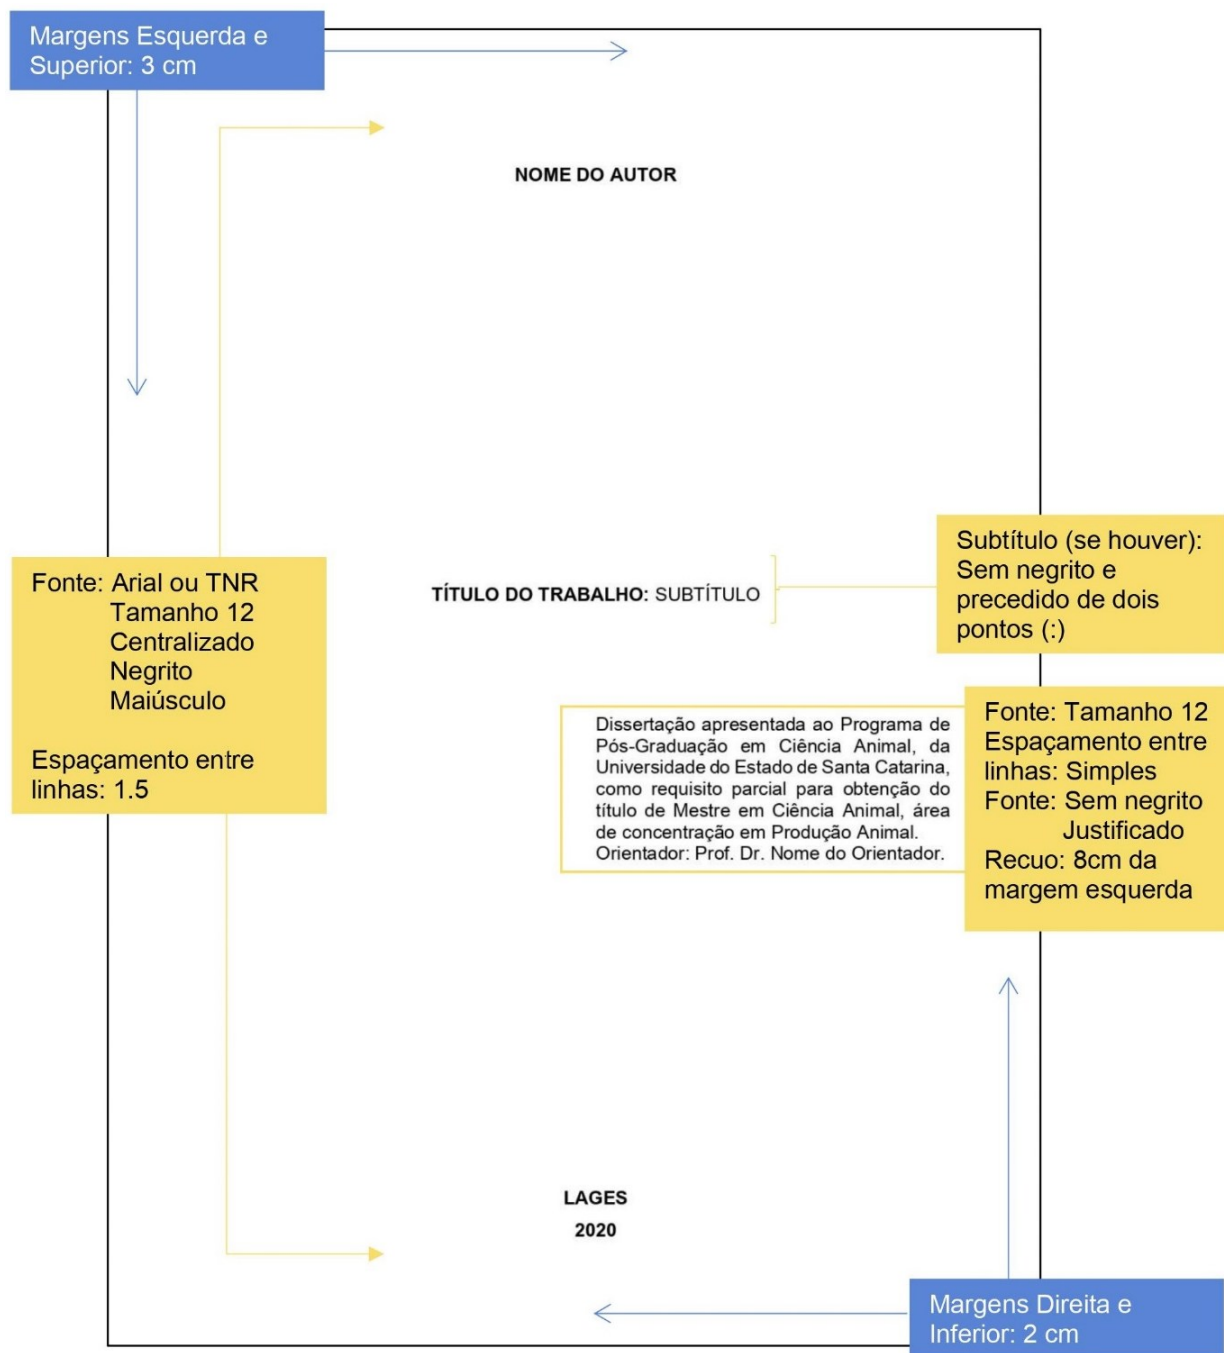 Margens Esquerda e
Superior: 3 cm
NOME DO AUTOR
Fonte: Arial ou TNR
Tamanho 12
Centralizado
Negrito
Maiúsculo
Espaçamento entre
linhas: 1.5
TÍTULO DO TRABALHO: SUBTÍTULO
Subtítulo (se houver):
Sem negrito e
precedido de dois
pontos (:)
Dissertação apresentada ao Programa de
Pós-Graduação em Ciência Animal, da
Universidade do Estado de Santa Catarina,
como requisito parcial para obtenção do
título de Mestre em Ciência Animal, área
de concentração em Produção Animal.
Orientador: Prof. Dr. Nome do Orientador.
Fonte: Tamanho 12
Espaçamento entre
linhas: Simples
Fonte: Sem negrito
Justificado
Recuo: 8cm da
margem esquerda
LAGES
2020
Margens Direita e
Inferior: 2 cm